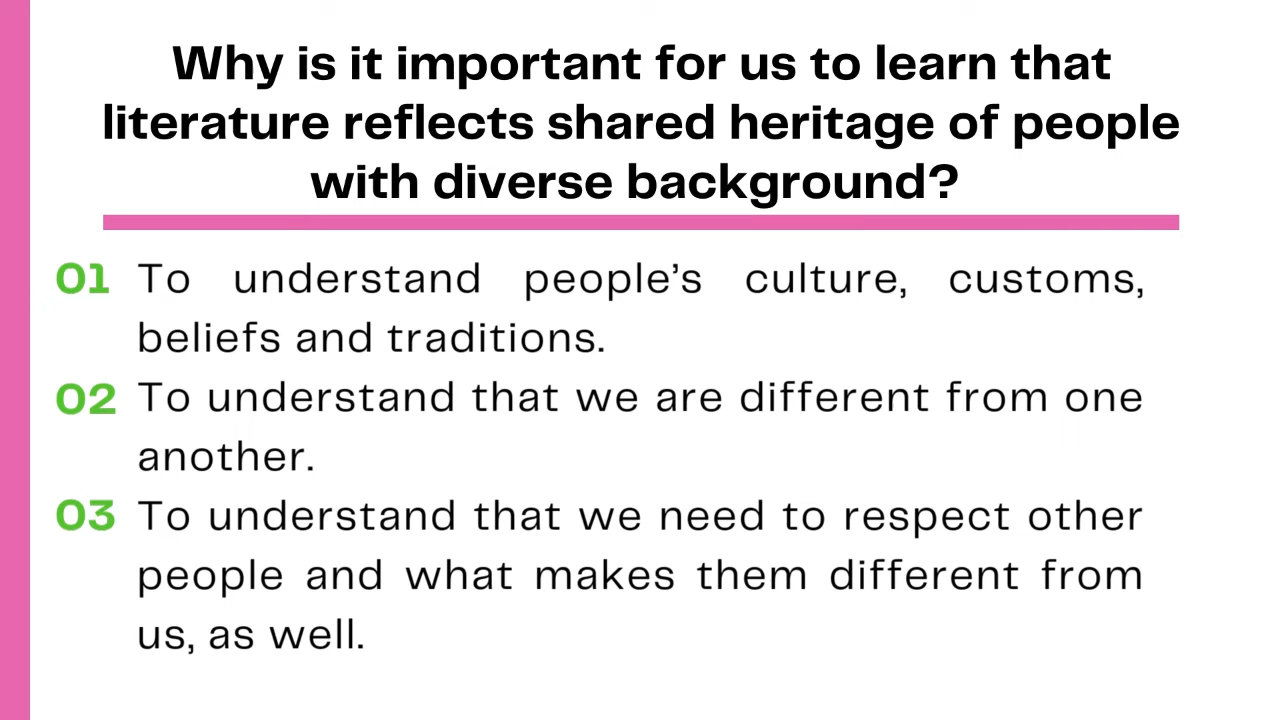 Why is it important for us to learn that
literature reflects shared heritage of people
with diverse background?
01 To understand people’s culture, customs,
beliefs and traditions.
02 To understand that we are different from one
another.
03 To understand that we need to respect other
people and what makes them different from
us, as well.